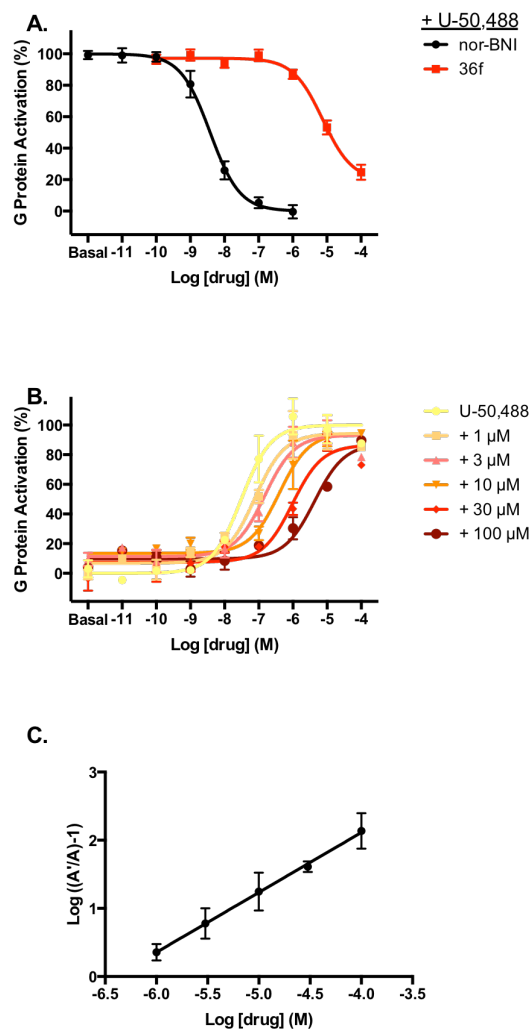 A.
+ U-50,488
nor-BNI
36f
G Protein Activation (%)
100
80
60
40
20
0
Basal -11 -10 -9 -8 -7 -6 -5 -4
Log [drug] (M)
B.
G Protein Activation (%)
100
80
60
40
20
0
Basal -11 -10 -9 -8 -7 -6 -5 -4
Log [drug] (M)
U-50,488
+ 1 µM
+ 3 µM
+ 10 µM
+ 30 µM
+ 100 µM
C.
Log ((A'/A)-1)
3
2
1
0
-6.5 -6.0 -5.5 -5.0 -4.5 -4.0 -3.5
Log [drug] (M)